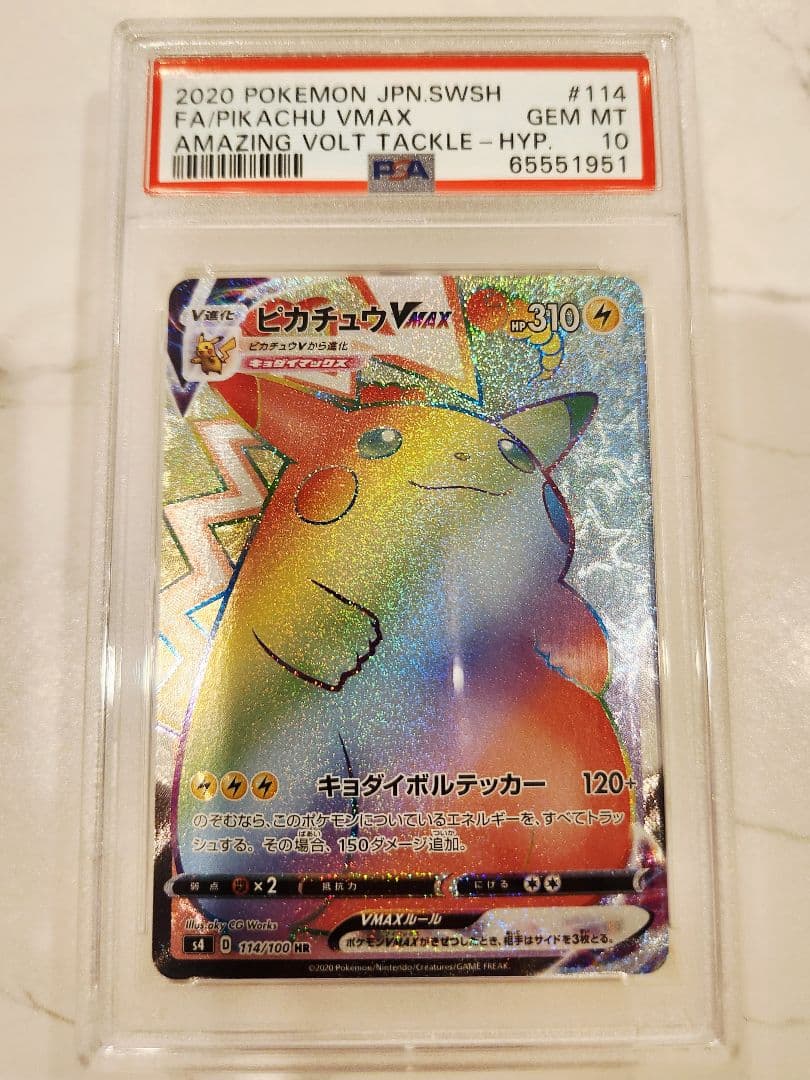 2020 POKEMON JPN.SWSH #114
FA/PIKACHU VMAX GEM MT
AMAZING VOLT TACKLE-HYP. 10
PSA 65551951
V進化 ピカチュウVMAX HP310
ピカチュウVから進化
キョダイマックス
キョダイボルテッカー 120+
のぞむなら、このポケモンについているエネルギーを、すべてトラッ
シュする。その場合、150ダメージ追加。
弱点 ×2 抵抗力 にげる
VMAXルール
Illus. aky CG Works
ポケモンVMAXがきぜつしたとき、相手はサイドを3枚とる。
s4 D 114/100 HR
©2020 Pokémon/Nintendo/Creatures/GAME FREAK.